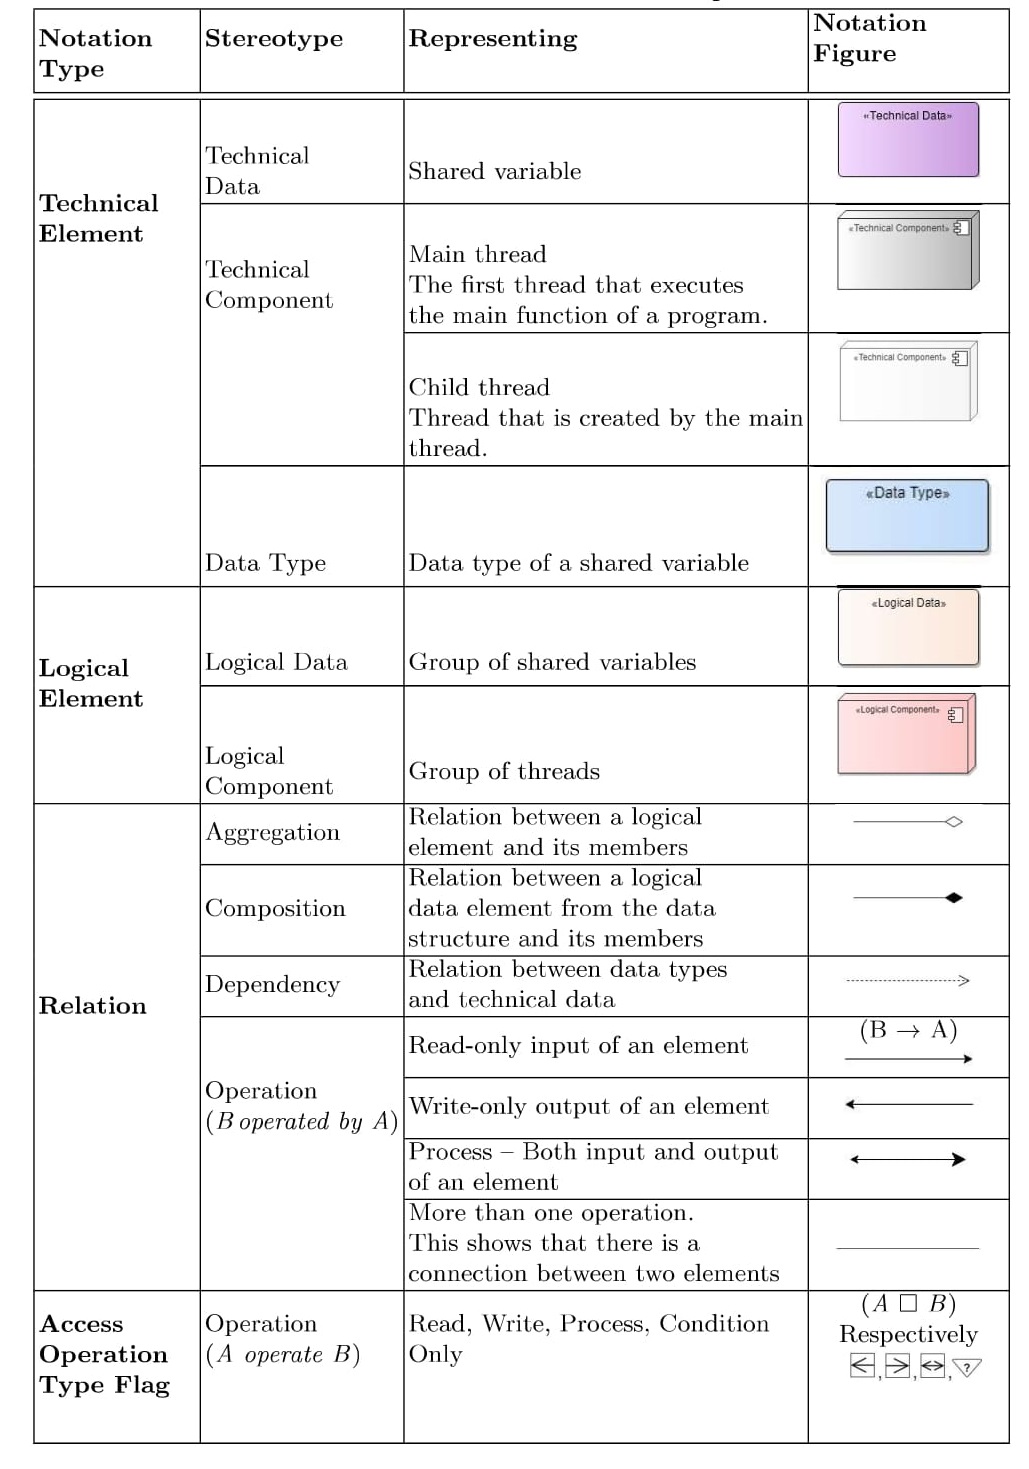 Notation Type
Stereotype
Representing
Notation Figure
Technical Element
Technical Data
Shared variable
«Technical Data»
Technical Component
Main thread
The first thread that executes
the main function of a program.
«Technical Component»
Child thread
Thread that is created by the main
thread.
«Technical Component»
Data Type
Data type of a shared variable
«Data Type»
Logical Element
Logical Data
Group of shared variables
«Logical Data»
Logical Component
Group of threads
«Logical Component»
Relation
Aggregation
Relation between a logical
element and its members
Composition
Relation between a logical
data element from the data
structure and its members
Dependency
Relation between data types
and technical data
Operation
(B operated by A)
Read-only input of an element
(B → A)
Write-only output of an element
Process – Both input and output
of an element
More than one operation.
This shows that there is a
connection between two elements
Access Operation Type Flag
Operation
(A operate B)
Read, Write, Process, Condition
Only
(A □ B)
Respectively
←, →, ↔, ?